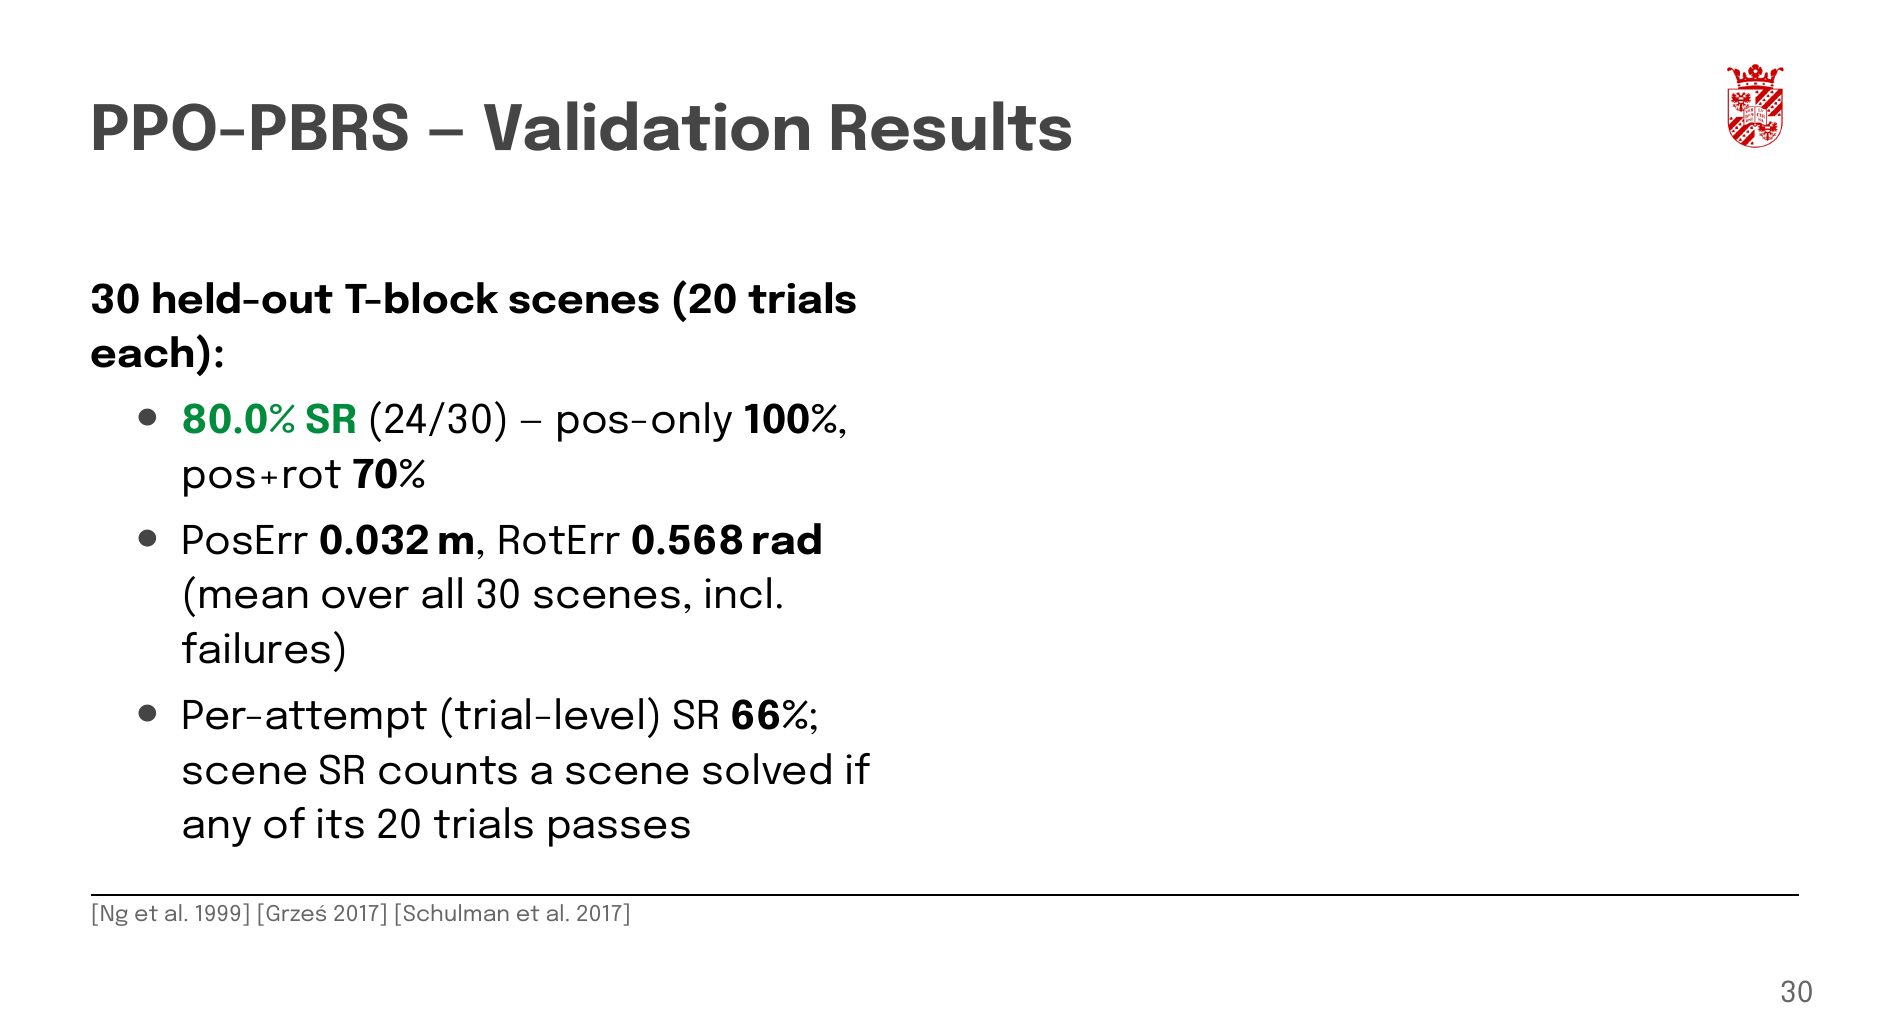 PPO-PBRS – Validation Results
30 held-out T-block scenes (20 trials
each):
• 80.0% SR (24/30) – pos-only 100%,
pos+rot 70%
• PosErr 0.032 m, RotErr 0.568 rad
(mean over all 30 scenes, incl.
failures)
• Per-attempt (trial-level) SR 66%;
scene SR counts a scene solved if
any of its 20 trials passes
[Ng et al. 1999] [Grześ 2017] [Schulman et al. 2017]
30